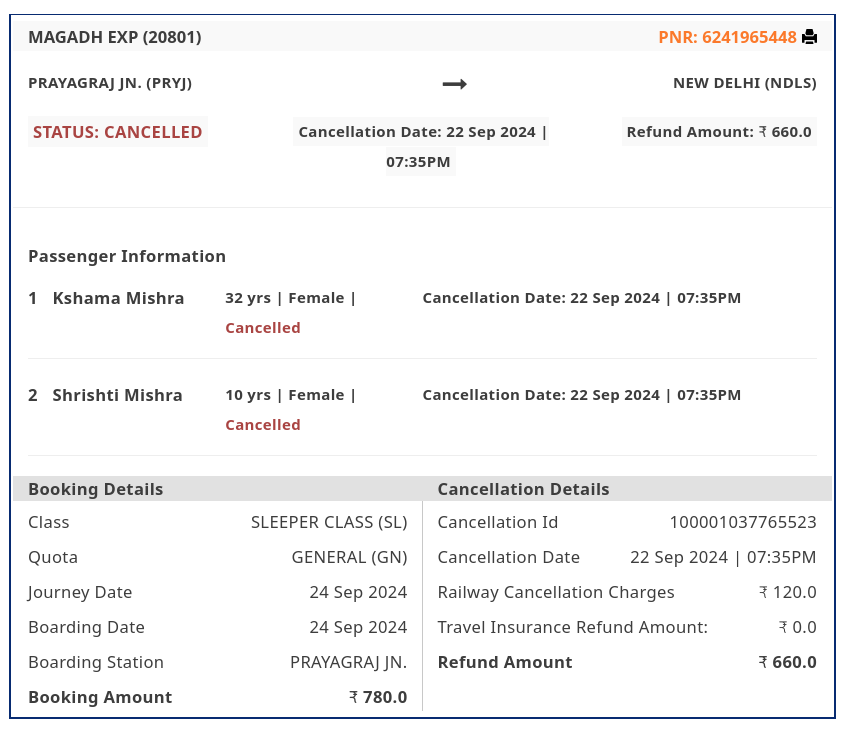 MAGADH EXP (20801) PNR: 6241965448
PRAYAGRAJ JN. (PRYJ) NEW DELHI (NDLS)
STATUS: CANCELLED Cancellation Date: 22 Sep 2024 | Refund Amount: ₹ 660.0
07:35PM
Passenger Information
1 Kshama Mishra 32 yrs | Female | Cancellation Date: 22 Sep 2024 | 07:35PM
Cancelled
2 Shrishti Mishra 10 yrs | Female | Cancellation Date: 22 Sep 2024 | 07:35PM
Cancelled
Booking Details
Class SLEEPER CLASS (SL)
Quota GENERAL (GN)
Journey Date 24 Sep 2024
Boarding Date 24 Sep 2024
Boarding Station PRAYAGRAJ JN.
Booking Amount ₹ 780.0
Cancellation Details
Cancellation Id 100001037765523
Cancellation Date 22 Sep 2024 | 07:35PM
Railway Cancellation Charges ₹ 120.0
Travel Insurance Refund Amount: ₹ 0.0
Refund Amount ₹ 660.0